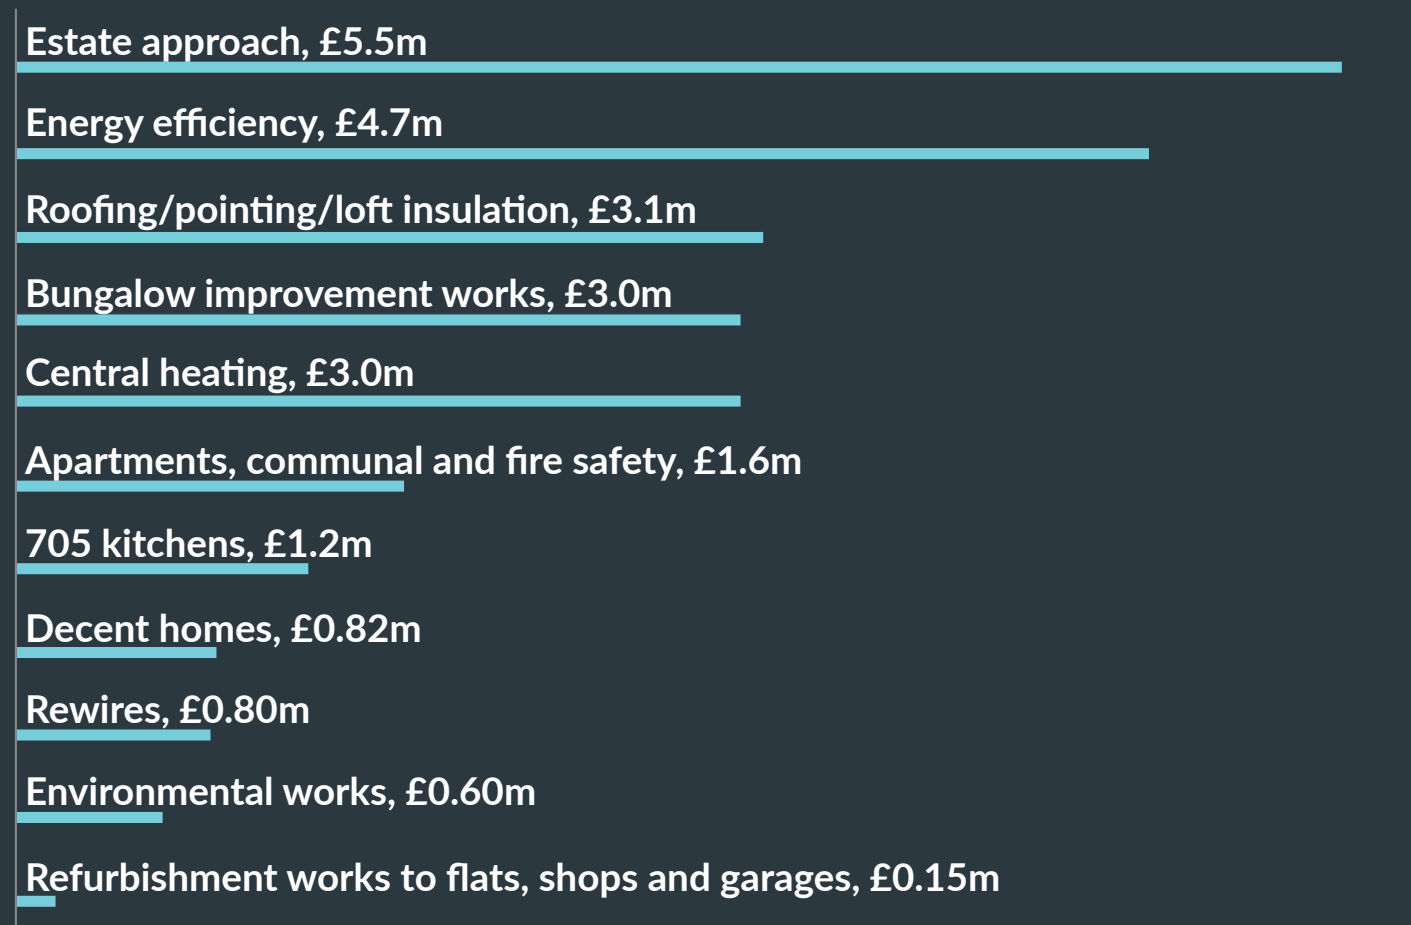 Estate approach, £5.5m
Energy efficiency, £4.7m
Roofing/pointing/loft insulation, £3.1m
Bungalow improvement works, £3.0m
Central heating, £3.0m
Apartments, communal and fire safety, £1.6m
705 kitchens, £1.2m
Decent homes, £0.82m
Rewires, £0.80m
Environmental works, £0.60m
Refurbishment works to flats, shops and garages, £0.15m